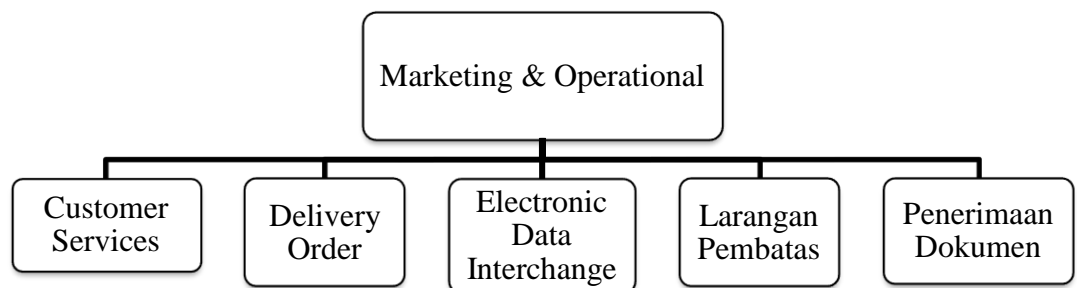 Marketing & Operational
Customer
Services
Delivery
Order
Electronic
Data
Interchange
Larangan
Pembatas
Penerimaan
Dokumen